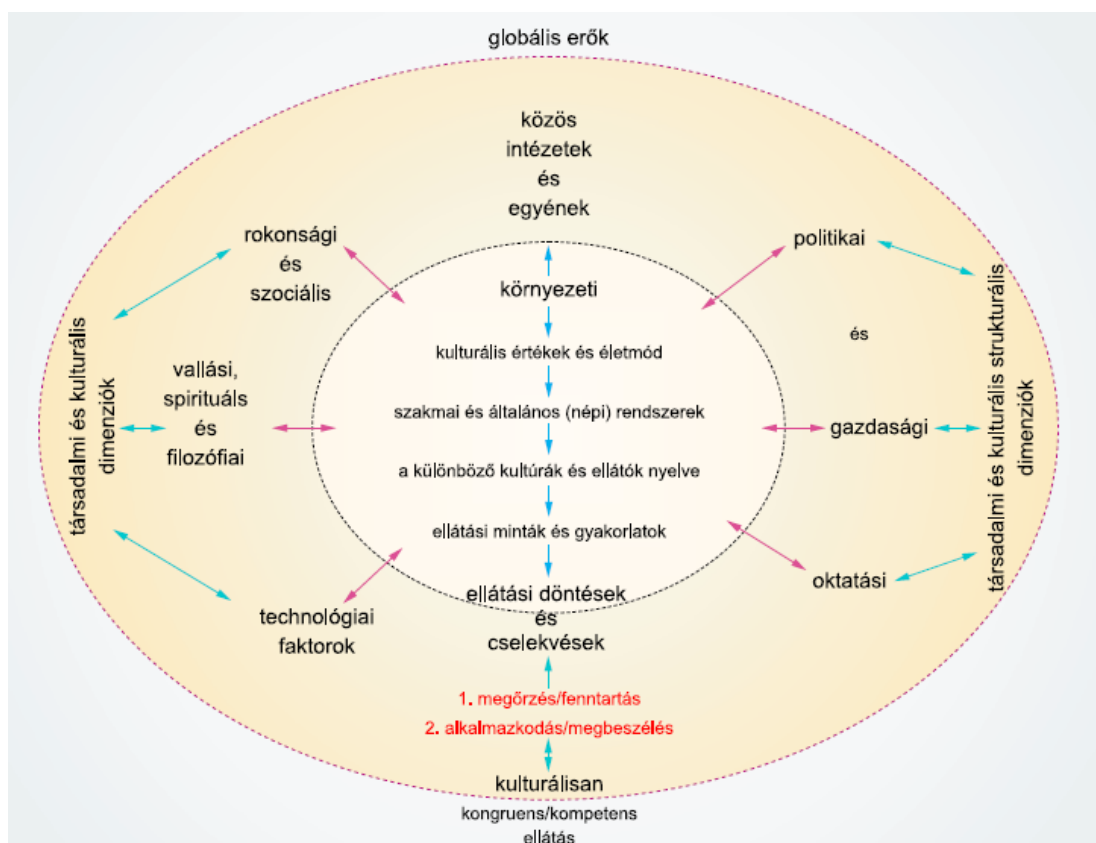 globális erők
közös
intézetek
és
egyének
rokonsági
és
szociális
politikai
környezeti
és
kulturális értékek és életmód
társadalmi és kulturális
dimenziók
vallási,
spirituáls
és
filozófiai
szakmai és általános (népi) rendszerek
gazdasági
társadalmi és kulturális strukturális
dimenziók
a különböző kultúrák és ellátók nyelve
ellátási minták és gyakorlatok
oktatási
technológiai
faktorok
ellátási döntések
és
cselekvések
1. megőrzés/fenntartás
2. alkalmazkodás/megbeszélés
kulturálisan
kongruens/kompetens
ellátás